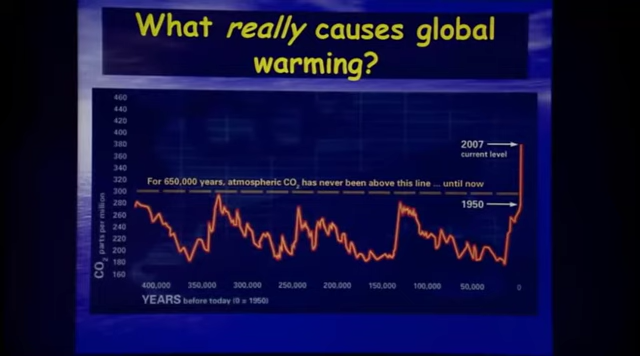 What really causes global
warming?
460
440
420
400
380
360
340
320
300
280
260
240
220
200
180
160
CO2 parts per million
2007
current level
For 650,000 years, atmospheric CO2 has never been above this line ... until now
1950
400,000 350,000 300,000 250,000 200,000 150,000 100,000 50,000 0
YEARS before today (0 = 1950)